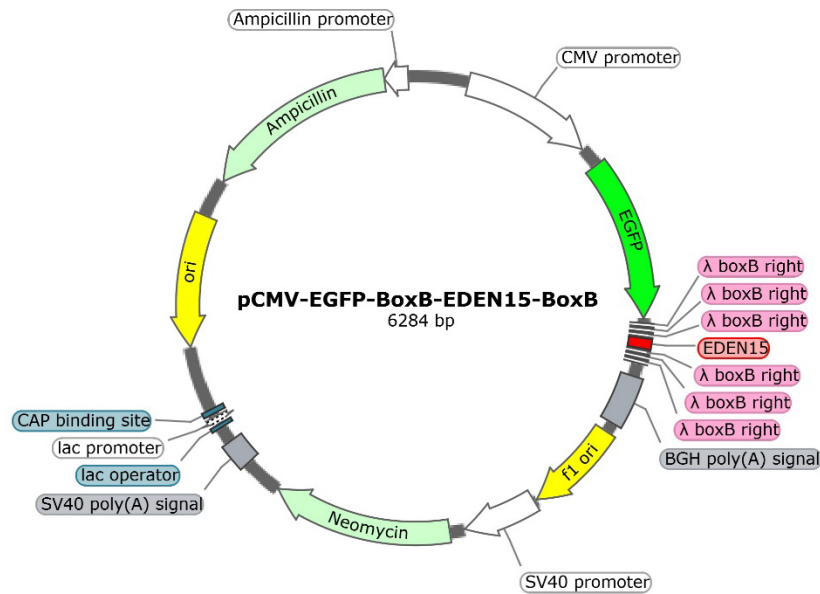 Ampicillin promoter
CMV promoter
Ampicillin
EGFP
ori
λ boxB right
λ boxB right
λ boxB right
EDEN15
λ boxB right
λ boxB right
λ boxB right
BGH poly(A) signal
pCMV-EGFP-BoxB-EDEN15-BoxB
6284 bp
CAP binding site
lac promoter
lac operator
SV40 poly(A) signal
f1 ori
Neomycin
SV40 promoter